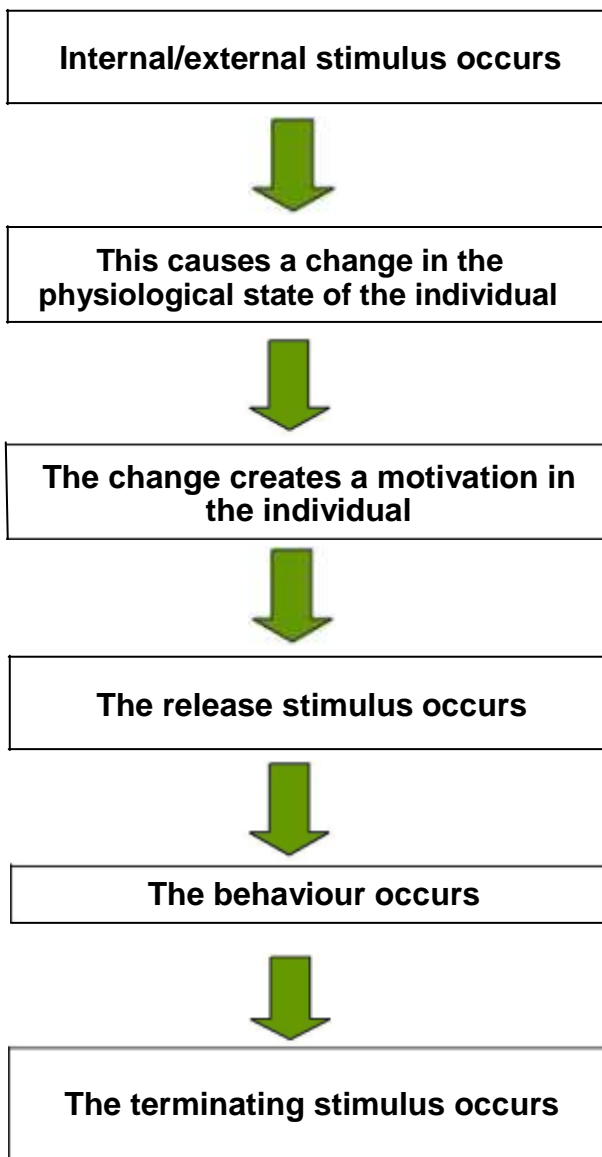 Internal/external stimulus occurs
This causes a change in the
physiological state of the individual
The change creates a motivation in
the individual
The release stimulus occurs
The behaviour occurs
The terminating stimulus occurs